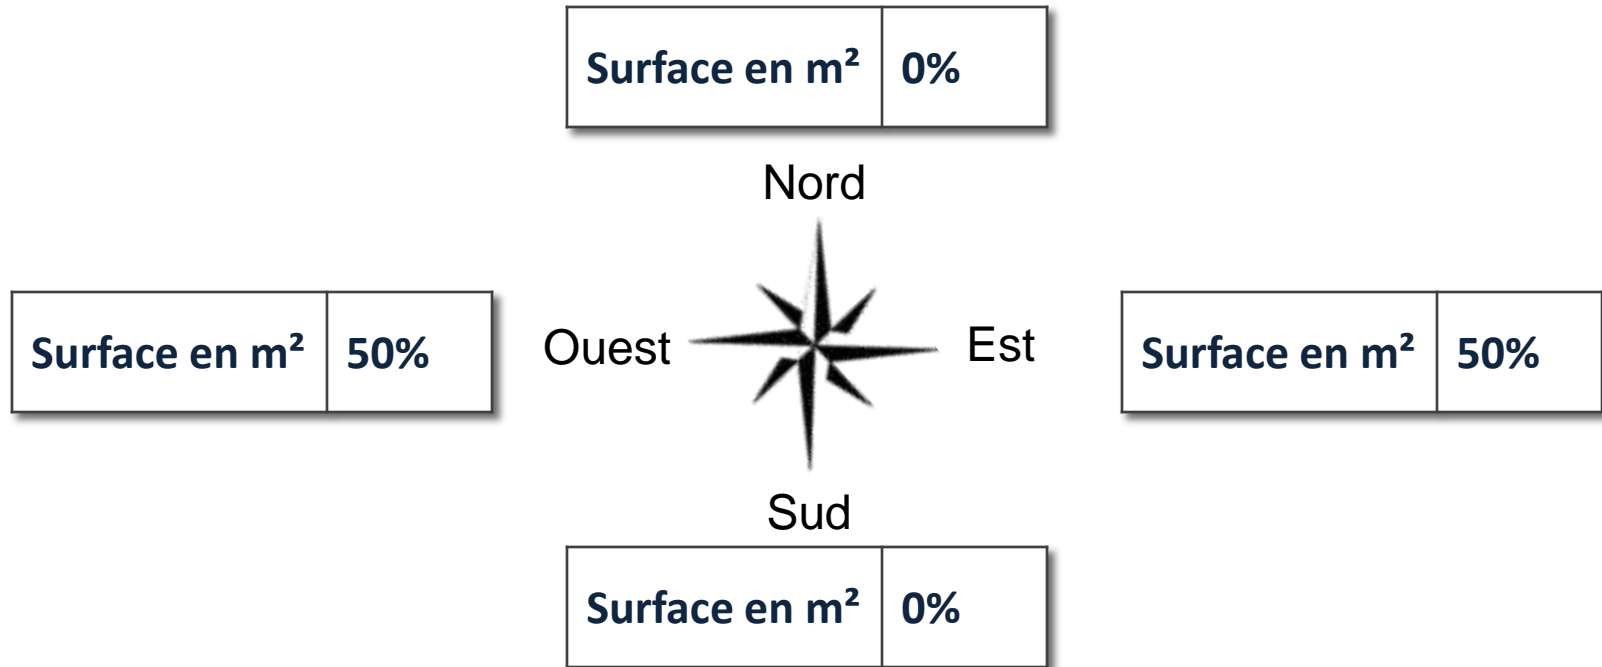 Surface en m² 0%
Nord
Surface en m² 50%
Ouest
Est
Surface en m² 50%
Sud
Surface en m² 0%